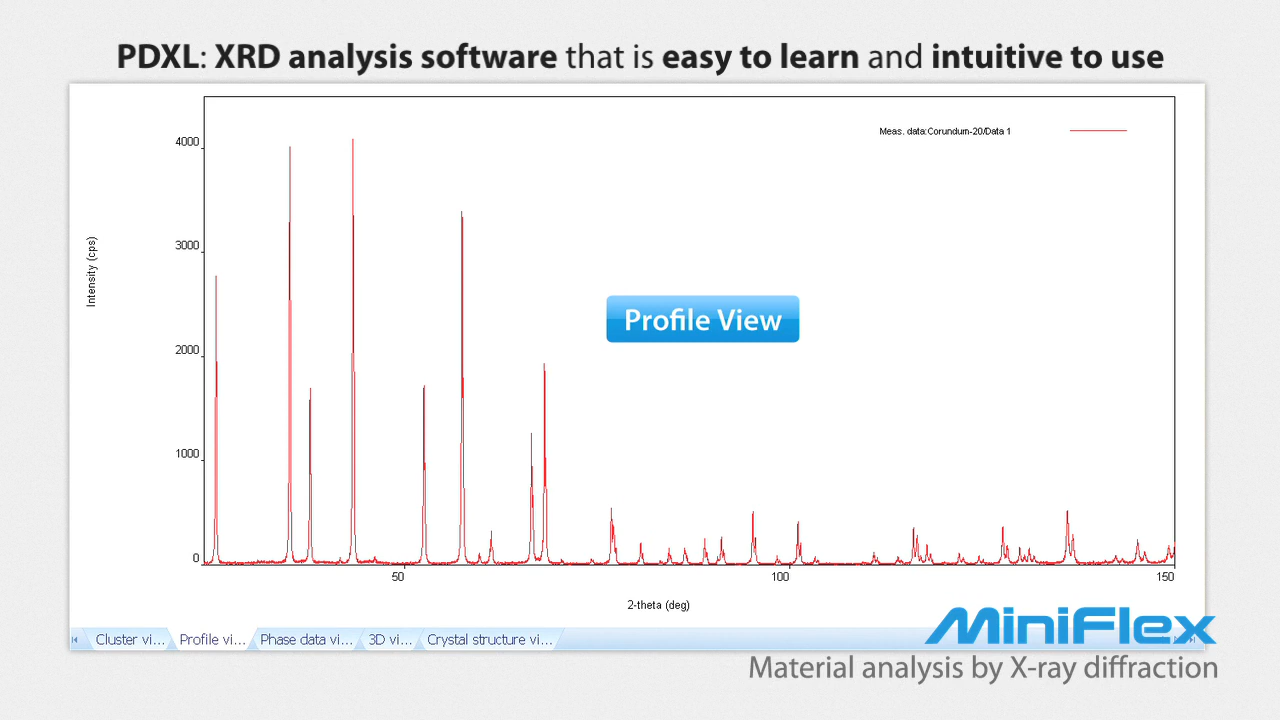 PDXL: XRD analysis software that is easy to learn and intuitive to use
Meas. data:Corundum-20/Data 1
4000
3000
Intensity (cps)
Profile View
2000
1000
0
50
100
150
2-theta (deg)
Cluster vi...
Profile vi...
Phase data vi...
3D vi...
Crystal structure vi...
MiniFlex
Material analysis by X-ray diffraction